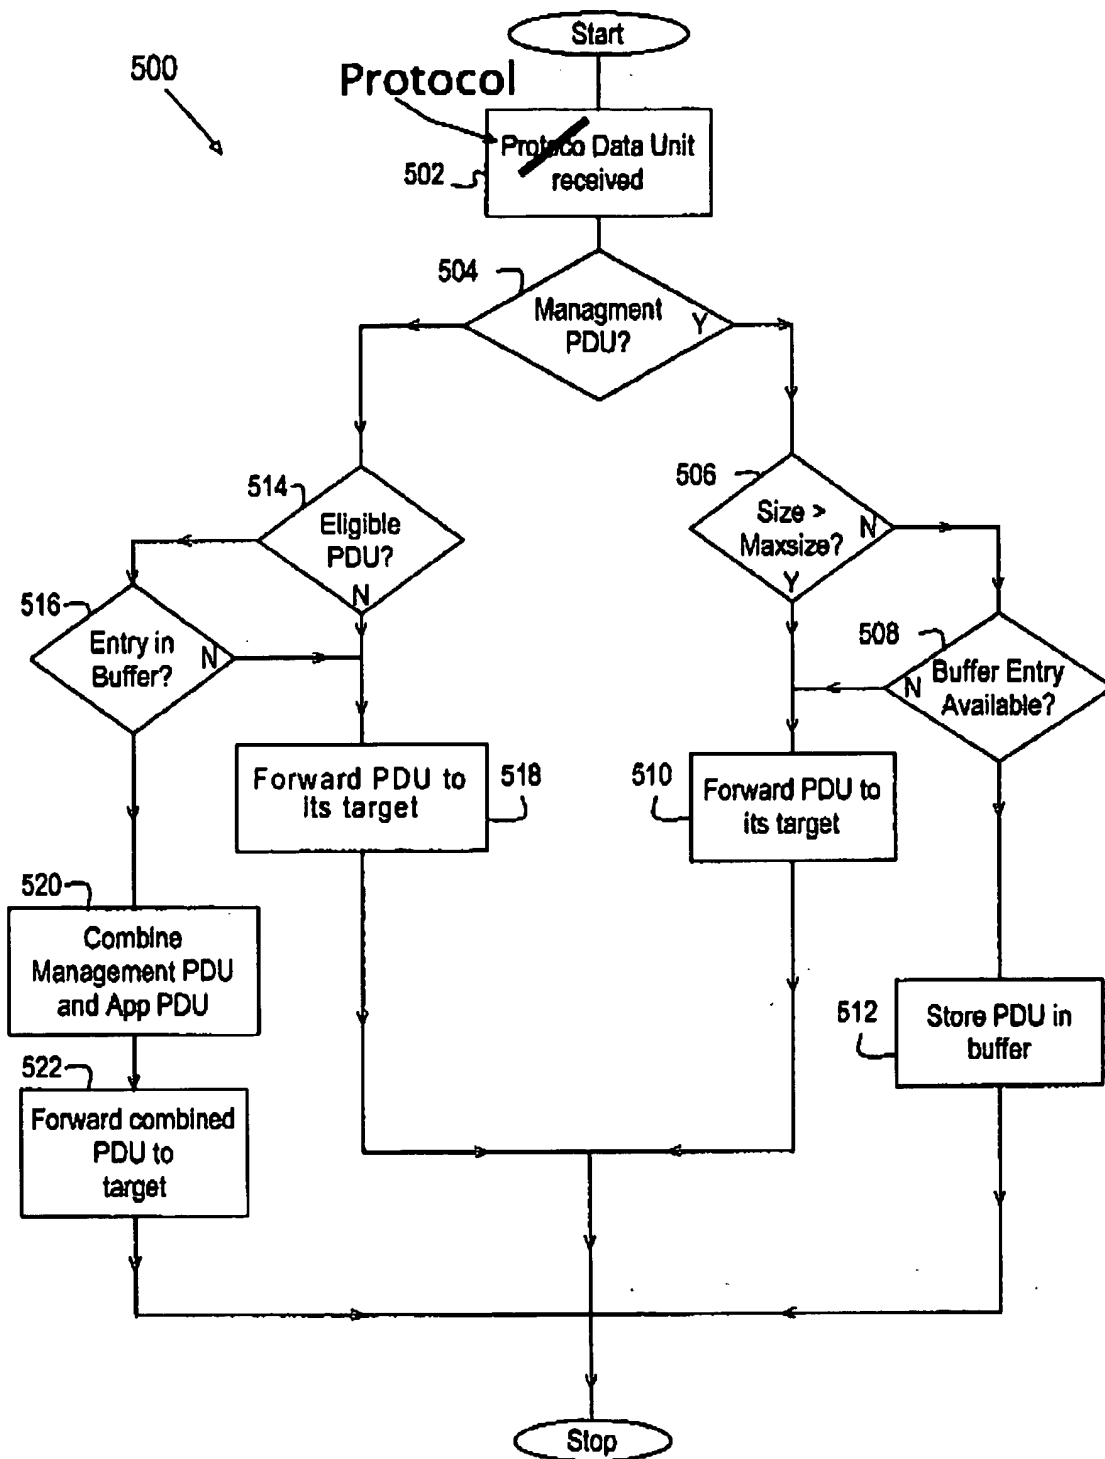 Start
500
Protocol
Protoco Data Unit
received
502
504
Managment
PDU?
Y
506
Size >
Maxsize?
N
Y
514
Eligible
PDU?
N
516
Entry in
Buffer?
N
508
Buffer Entry
Available?
N
Forward PDU to
its target
518
510
Forward PDU to
its target
520
Combine
Management PDU
and App PDU
512
Store PDU in
buffer
522
Forward combined
PDU to
target
Stop